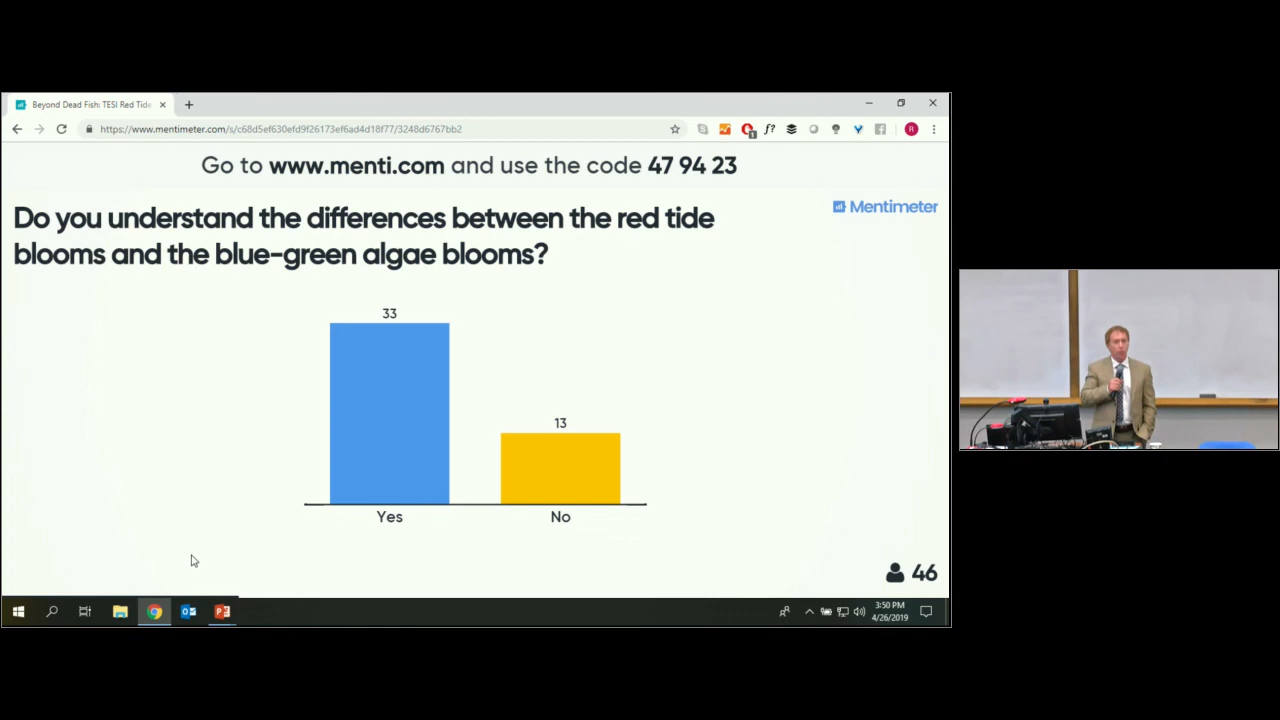 Beyond Dead Fish: TESI Red Tide
https://www.mentimeter.com/s/c68d5ef630efd9f26173ef6ad4d18f77/3248d6767bb2
f?
1
R
Go to www.menti.com and use the code 47 94 23
Mentimeter
Do you understand the differences between the red tide
blooms and the blue-green algae blooms?
33
13
Yes
No
46
3:50 PM
4/26/2019